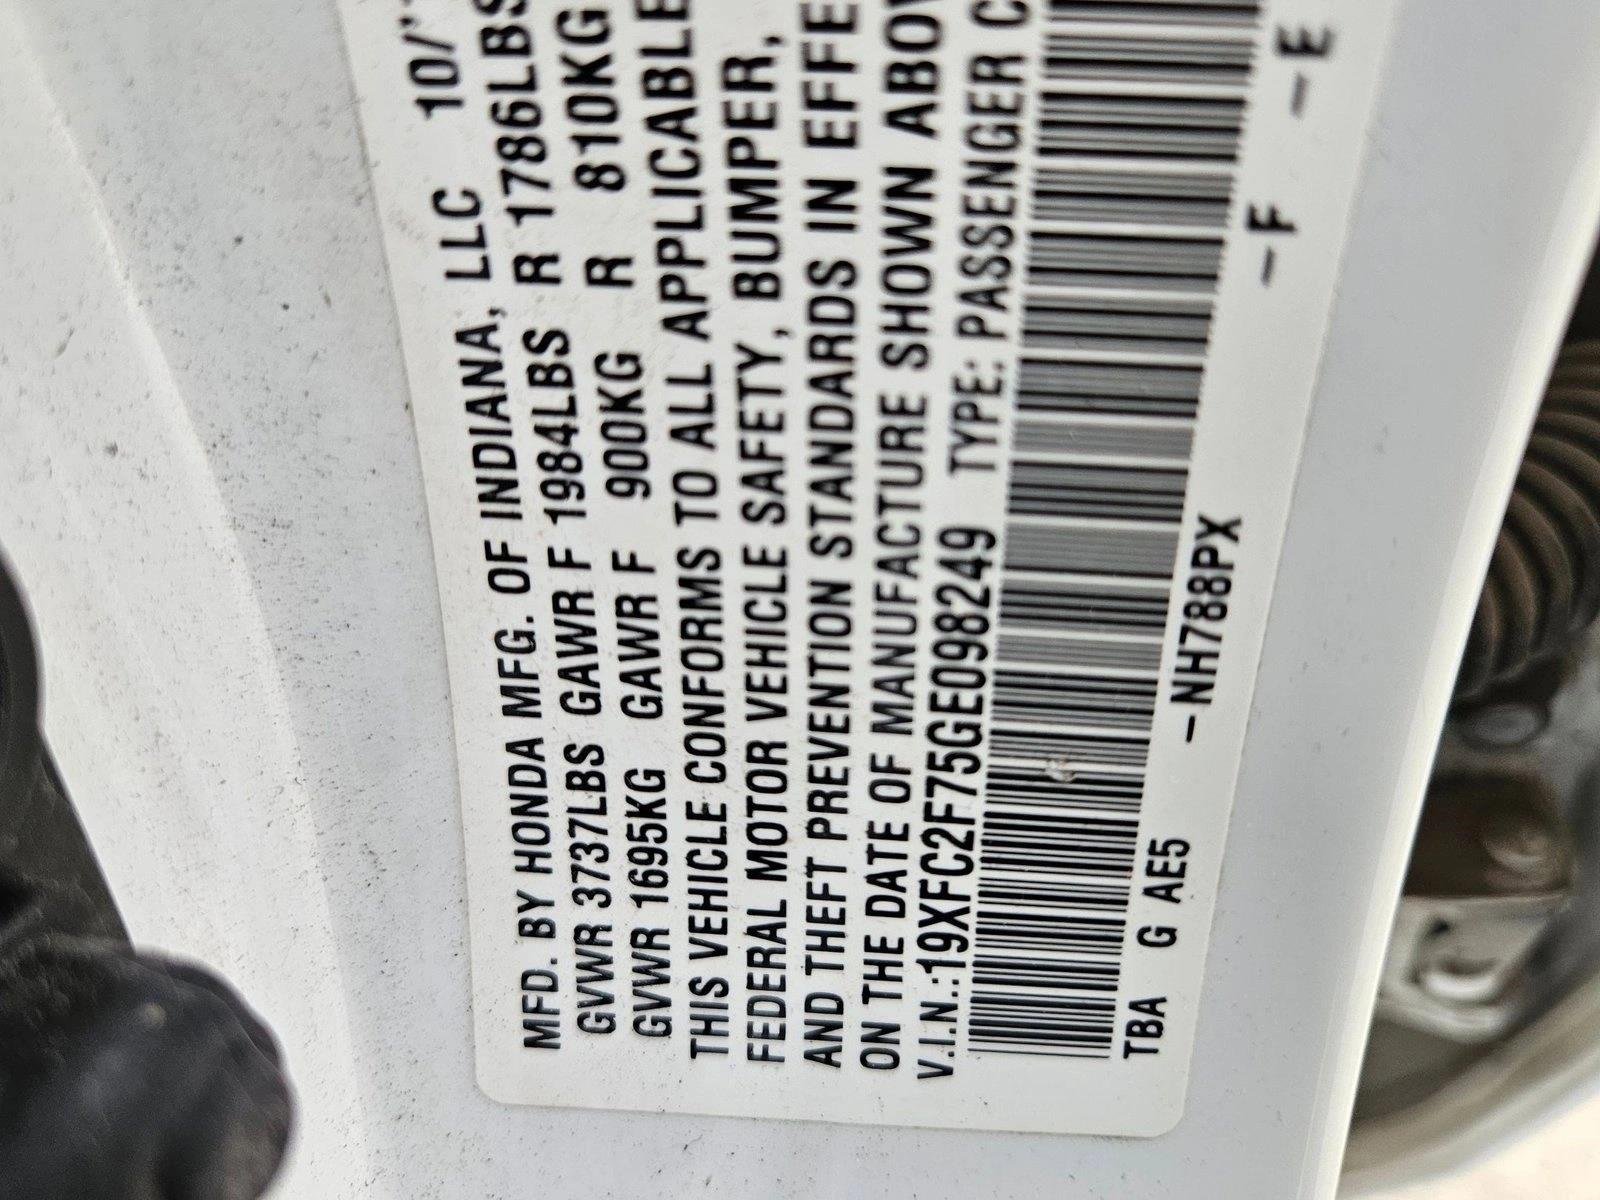 MFD. BY HONDA MFG. OF INDIANA, LLC 10/
GVWR 3737LBS GAWR F 1984LBS R 1786LBS
GVWR 1695KG GAWR F 900KG R 810KG
THIS VEHICLE CONFORMS TO ALL APPLICABLE
FEDERAL MOTOR VEHICLE SAFETY, BUMPER,
AND THEFT PREVENTION STANDARDS IN EFFE
ON THE DATE OF MANUFACTURE SHOWN ABOV
V.I.N.:19XFC2F75GE098249 TYPE: PASSENGER C
TBA G AE5 -NH788PX -F -E